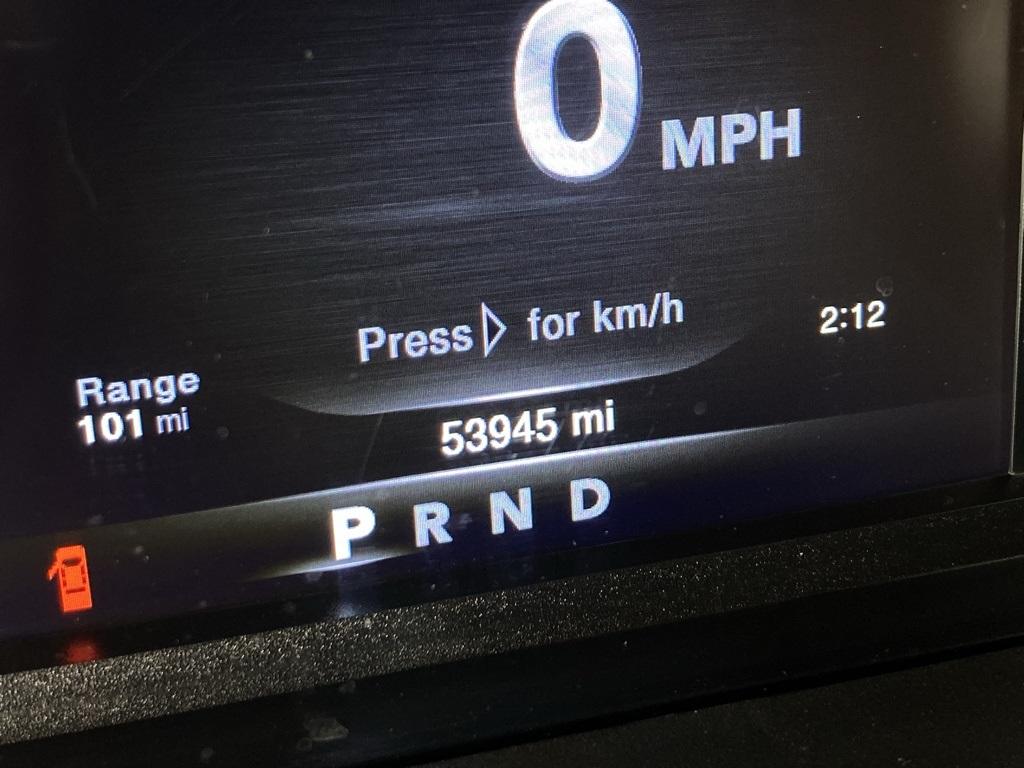 0 MPH
Press ▷ for km/h
2:12
Range
101 mi
53945 mi
P R N D